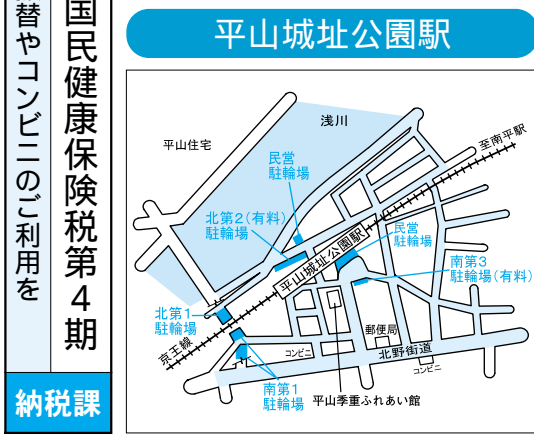 国民健康保険税第4期
替やコンビニのご利用を
納税課
平山城址公園駅
浅川
平山住宅
至南平駅
民営
駐輪場
北第2(有料)
駐輪場
民営
駐輪場
平山城址公園駅
南第3
駐輪場(有料)
北第1
駐輪場
京王線
郵便局
コンビニ
北野街道
コンビニ
南第1
駐輪場
平山季重ふれあい館